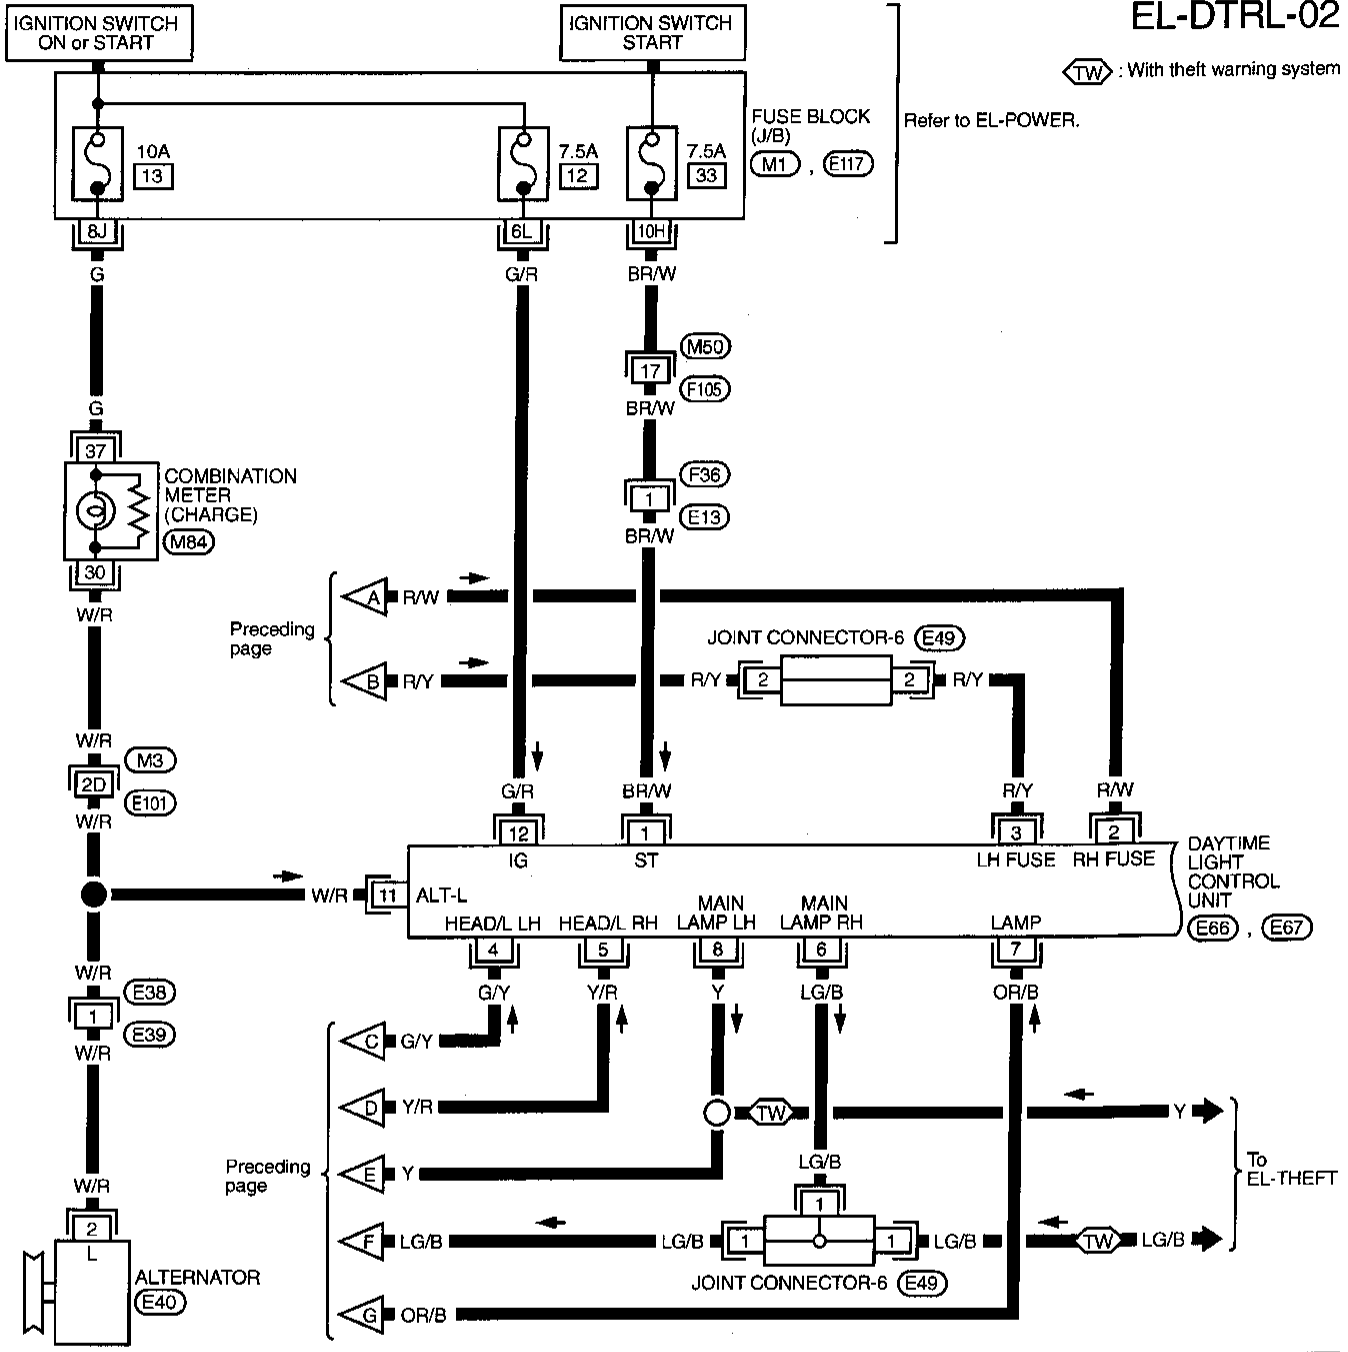 EL-DTRL-02
IGNITION SWITCH
ON or START
IGNITION SWITCH
START
TW : With theft warning system
FUSE BLOCK
(J/B)
M1 , E117
Refer to EL-POWER.
10A
13
7.5A
12
7.5A
33
8J
6L
10H
G
G/R
BR/W
M50
17
F105
BR/W
G
37
COMBINATION
METER
(CHARGE)
M84
F36
1
E13
BR/W
30
W/R
Preceding
page
A R/W
JOINT CONNECTOR-6 E49
B R/Y
R/Y 2
2 R/Y
W/R
M3
2D
E101
W/R
G/R
BR/W
R/Y
R/W
12
1
3
2
IG
ST
LH FUSE
RH FUSE
DAYTIME
LIGHT
CONTROL
UNIT
E66 , E67
W/R 11 ALT-L
HEAD/L LH
HEAD/L RH
MAIN
LAMP LH
MAIN
LAMP RH
LAMP
4
5
8
6
7
G/Y
Y/R
Y
LG/B
OR/B
W/R
E38
1
E39
W/R
C G/Y
D Y/R
TW
Y
Preceding
page
E Y
LG/B
To
EL-THEFT
W/R
2
L
ALTERNATOR
E40
1
F LG/B
LG/B 1
1 LG/B
TW LG/B
JOINT CONNECTOR-6 E49
G OR/B